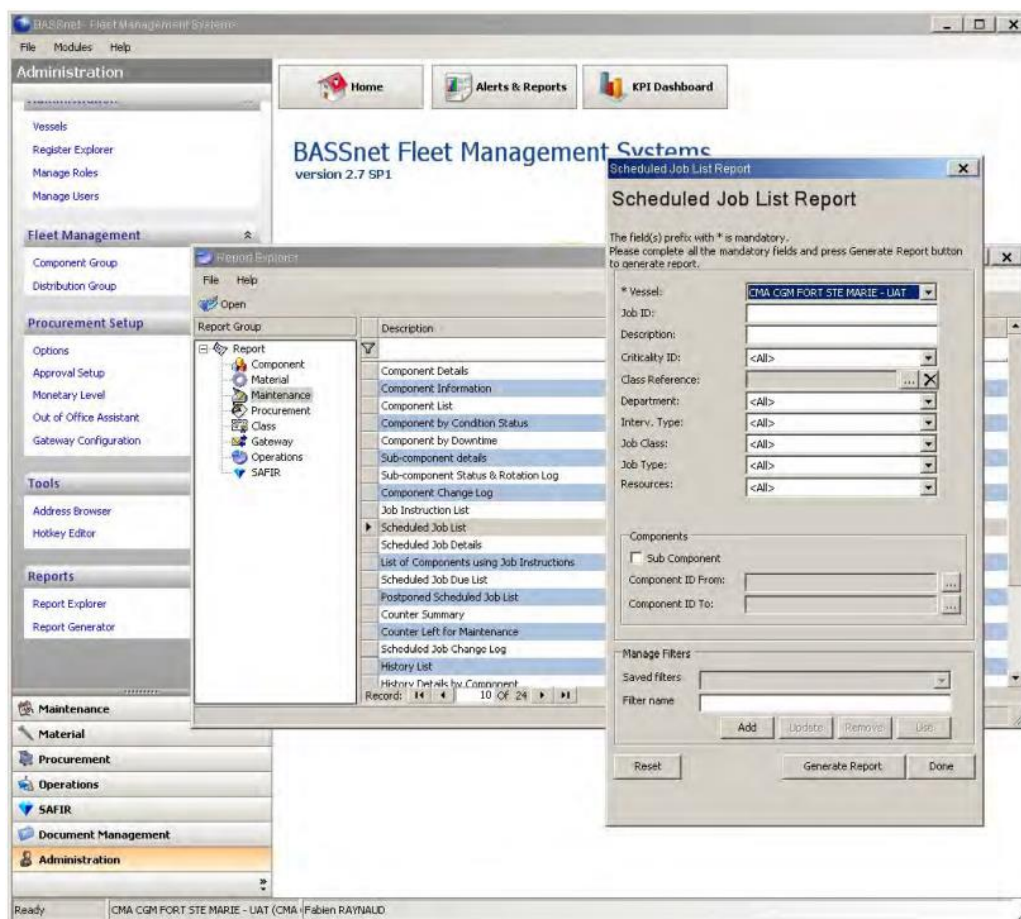 BASSnet - Fleet Management Systems
File Modules Help
Administration
Home
Alerts & Reports
KPI Dashboard
Vessels
Register Explorer
Manage Roles
Manage Users
Fleet Management
Component Group
Distribution Group
Procurement Setup
Options
Approval Setup
Monetary Level
Out of Office Assistant
Gateway Configuration
Tools
Address Browser
Hotkey Editor
Reports
Report Explorer
Report Generator
Maintenance
Material
Procurement
Operations
SAFIR
Document Management
Administration
BASSnet Fleet Management Systems
version 2.7 SP1
Report Explorer
File Help
Open
Report Group
Report
Component
Material
Maintenance
Procurement
Class
Gateway
Operations
SAFIR
Description
Component Details
Component Information
Component List
Component by Condition Status
Component by Downtime
Sub-component details
Sub-component Status & Rotation Log
Component Change Log
Job Instruction List
Scheduled Job List
Scheduled Job Details
List of Components using Job Instructions
Scheduled Job Due List
Postponed Scheduled Job List
Counter Summary
Counter Left for Maintenance
Scheduled Job Change Log
History List
History Details by Component
Record: 10 Of 24
Scheduled Job List Report
Scheduled Job List Report
The field(s) prefix with * is mandatory.
Please complete all the mandatory fields and press Generate Report button
to generate report.
* Vessel: CMA CGM FORT STE MARIE - UAT
Job ID:
Description:
Criticality ID: <All>
Class Reference: ...
Department: <All>
Interv. Type: <All>
Job Class: <All>
Job Type: <All>
Resources: <All>
Components
Sub Component
Component ID From: ...
Component ID To: ...
Manage Filters
Saved filters
Filter name
Add Update Remove Use
Reset Generate Report Done
Ready CMA CGM FORT STE MARIE - UAT (CMA Fabien RAYNAUD